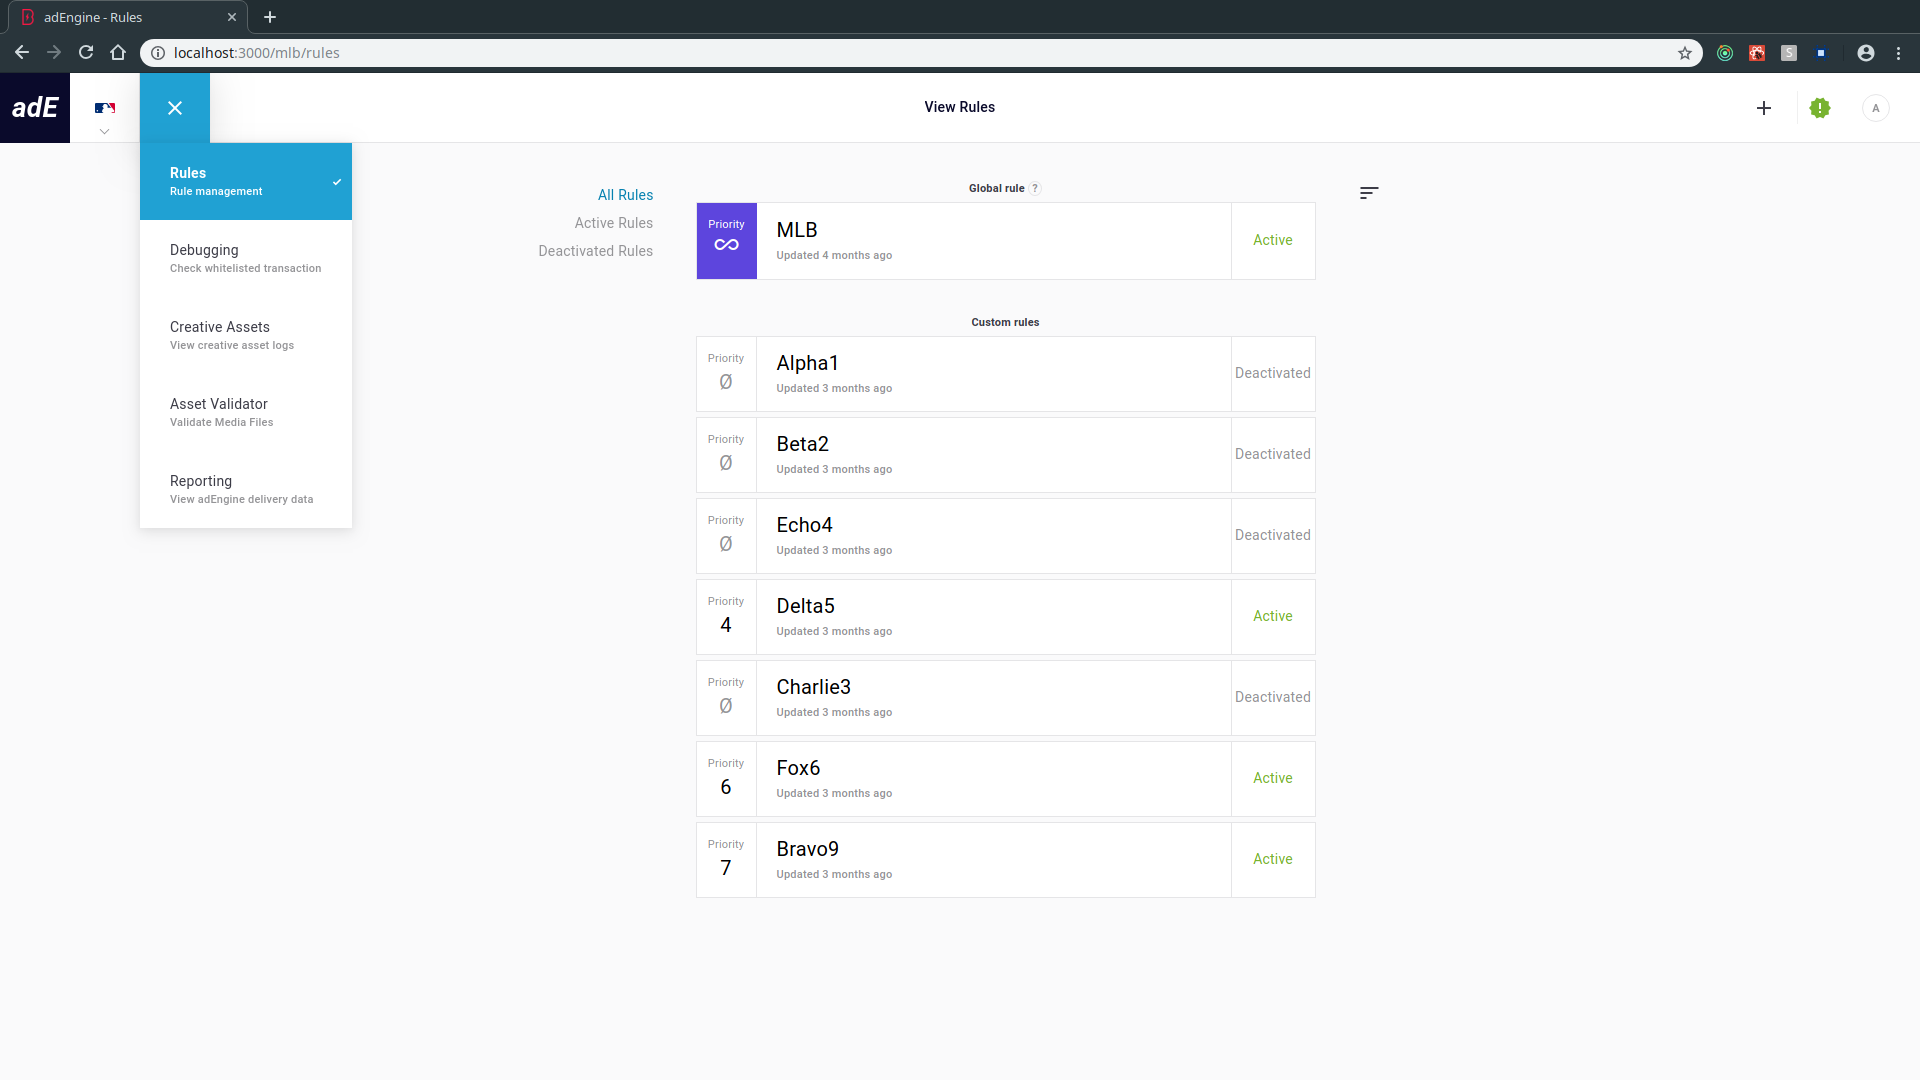 adEngine - Rules
localhost:3000/mlb/rules
S
adE
View Rules
A
Rules
Rule management
Debugging
Check whitelisted transaction
Creative Assets
View creative asset logs
Asset Validator
Validate Media Files
Reporting
View adEngine delivery data
All Rules
Active Rules
Deactivated Rules
Global rule ?
Priority
∞
MLB
Updated 4 months ago
Active
Custom rules
Priority
Ø
Alpha1
Updated 3 months ago
Deactivated
Priority
Ø
Beta2
Updated 3 months ago
Deactivated
Priority
Ø
Echo4
Updated 3 months ago
Deactivated
Priority
4
Delta5
Updated 3 months ago
Active
Priority
Ø
Charlie3
Updated 3 months ago
Deactivated
Priority
6
Fox6
Updated 3 months ago
Active
Priority
7
Bravo9
Updated 3 months ago
Active